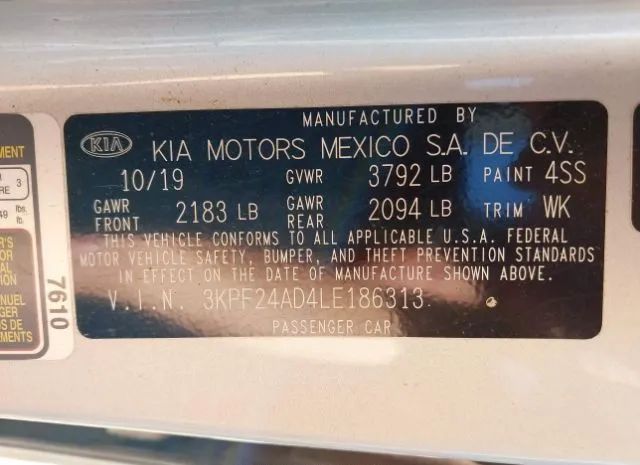 MANUFACTURED BY
KIA KIA MOTORS MEXICO S.A. DE C.V.
10/19 GVWR 3792 LB PAINT 4SS
GAWR FRONT 2183 LB GAWR REAR 2094 LB TRIM WK
THIS VEHICLE CONFORMS TO ALL APPLICABLE U.S.A. FEDERAL
MOTOR VEHICLE SAFETY, BUMPER, AND THEFT PREVENTION STANDARDS
IN EFFECT ON THE DATE OF MANUFACTURE SHOWN ABOVE.
V.I.N. 3KPF24AD4LE186313
PASSENGER CAR
7610
3
lbs.